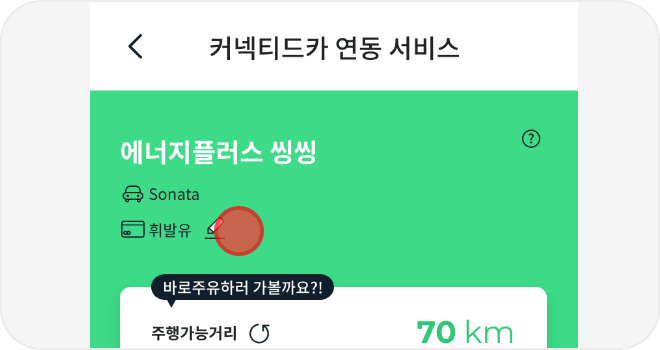 커넥티드카 연동 서비스
에너지플러스 씽씽
?
Sonata
휘발유
바로주유하러 가볼까요?!
주행가능거리 70 km